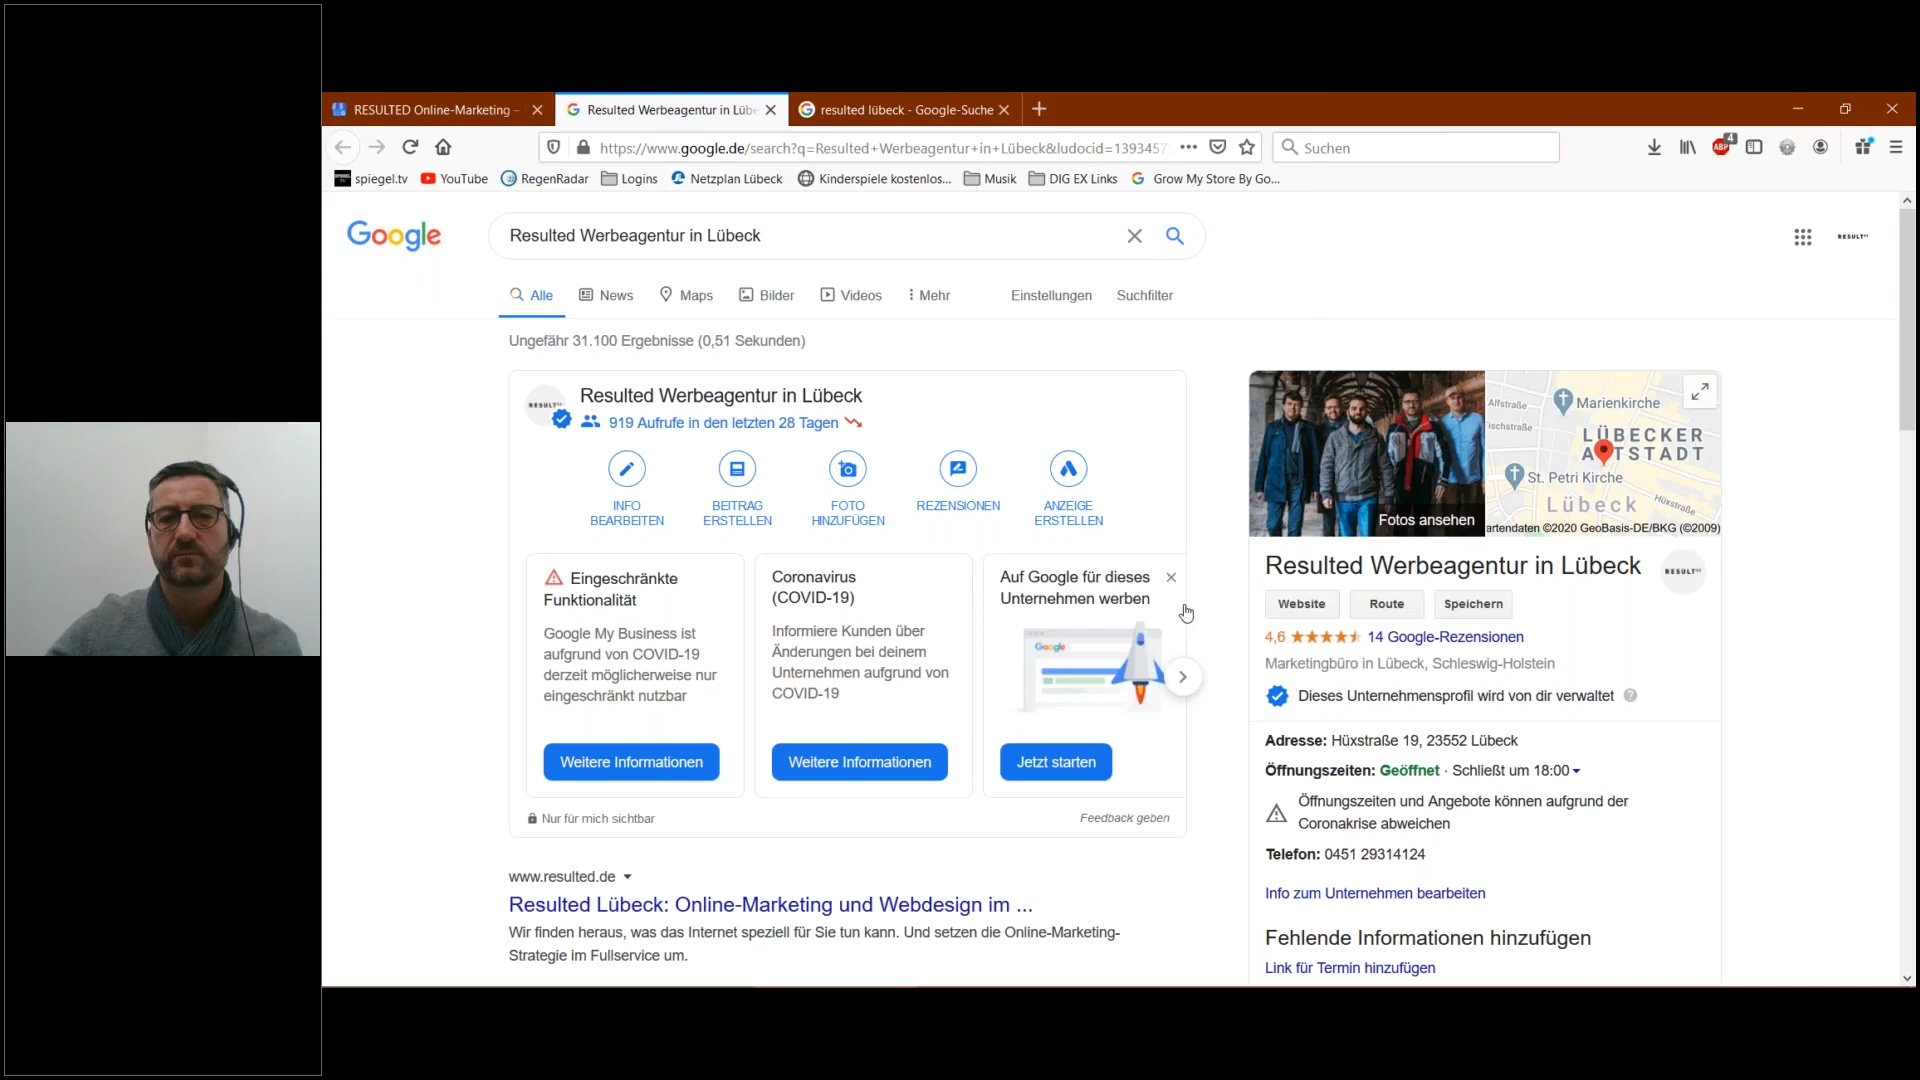 RESULTED Online-Marketing –
Resulted Werbeagentur in Lübe
resulted lübeck - Google-Suche
https://www.google.de/search?q=Resulted+Werbeagentur+in+Lübeck&ludocid=1393457
Suchen
ABP
4
spiegel.tv
YouTube
RegenRadar
Logins
Netzplan Lübeck
Kinderspiele kostenlos...
Musik
DIG EX Links
Grow My Store By Go...
Google
Resulted Werbeagentur in Lübeck
RESULT
Alle
News
Maps
Bilder
Videos
Mehr
Einstellungen
Suchfilter
Ungefähr 31.100 Ergebnisse (0,51 Sekunden)
RESULT
Resulted Werbeagentur in Lübeck
919 Aufrufe in den letzten 28 Tagen
INFO
BEARBEITEN
BEITRAG
ERSTELLEN
FOTO
HINZUFÜGEN
REZENSIONEN
ANZEIGE
ERSTELLEN
Eingeschränkte
Funktionalität
Google My Business ist
aufgrund von COVID-19
derzeit möglicherweise nur
eingeschränkt nutzbar
Weitere Informationen
Coronavirus
(COVID-19)
Informiere Kunden über
Änderungen bei deinem
Unternehmen aufgrund von
COVID-19
Weitere Informationen
Auf Google für dieses
Unternehmen werben
Google
Jetzt starten
Nur für mich sichtbar
Feedback geben
www.resulted.de
Resulted Lübeck: Online-Marketing und Webdesign im ...
Wir finden heraus, was das Internet speziell für Sie tun kann. Und setzen die Online-Marketing-
Strategie im Fullservice um.
Fotos ansehen
Alfstraße
Marienkirche
ischstraße
LÜBECKER
ALTSTADT
St. Petri Kirche
Lübeck
Hüxstraße
artendaten ©2020 GeoBasis-DE/BKG (©2009)
Resulted Werbeagentur in Lübeck
RESULT
Website
Route
Speichern
4,6
14 Google-Rezensionen
Marketingbüro in Lübeck, Schleswig-Holstein
Dieses Unternehmensprofil wird von dir verwaltet
Adresse: Hüxstraße 19, 23552 Lübeck
Öffnungszeiten: Geöffnet · Schließt um 18:00
Öffnungszeiten und Angebote können aufgrund der
Coronakrise abweichen
Telefon: 0451 29314124
Info zum Unternehmen bearbeiten
Fehlende Informationen hinzufügen
Link für Termin hinzufügen